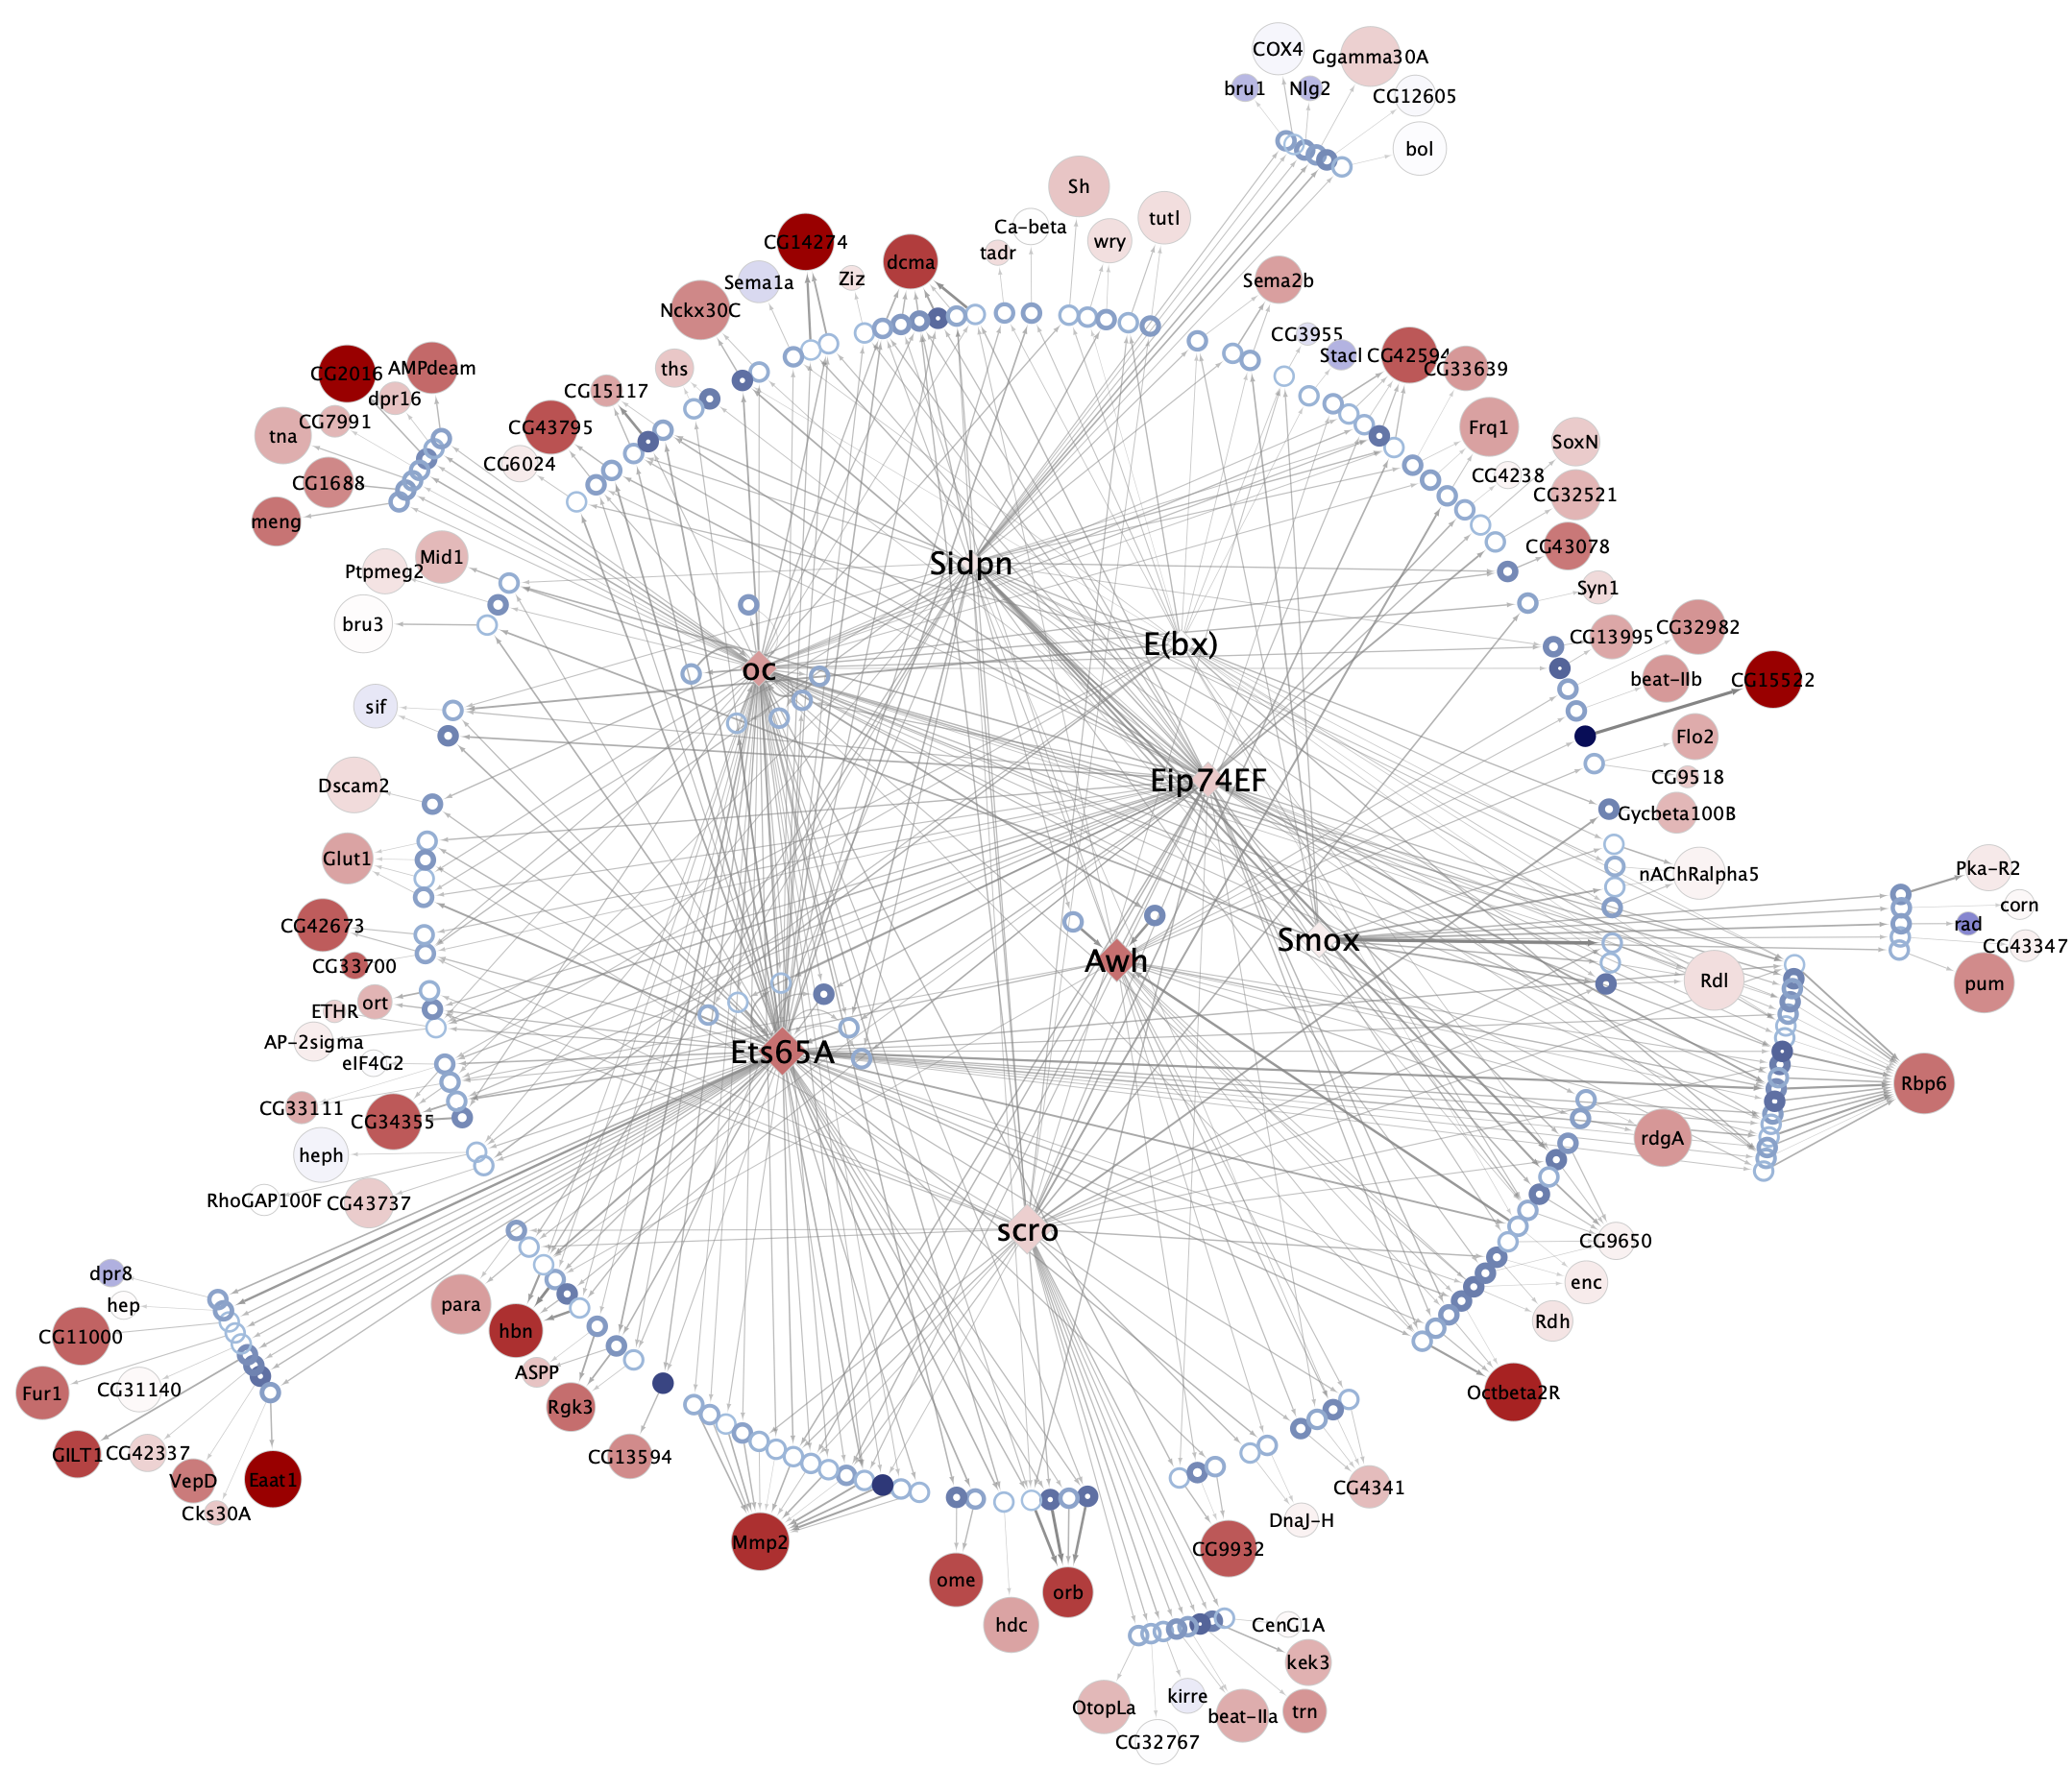 COX4
Ggamma30A
bru1
Nlg2
CG12605
bol
Sh
tutl
Ca-beta
wry
tadr
CG14274
dcma
Sema1a
Ziz
Sema2b
Nckx30C
CG3955
Stacl
CG42594
CG33639
ths
CG2016
AMPdeam
dpr16
CG15117
CG7991
tna
CG43795
Frq1
SoxN
CG6024
CG4238
CG1688
CG32521
meng
CG43078
Mid1
Ptpmeg2
Sidpn
Syn1
bru3
E(bx)
CG13995
CG32982
oc
beat-IIb
CG15522
sif
Flo2
Eip74EF
CG9518
Dscam2
Gycbeta100B
Glut1
nAChRalpha5
Pka-R2
corn
CG42673
rad
Smox
CG43347
CG33700
Awh
Rdl
pum
ort
ETHR
AP-2sigma
eIF4G2
Ets65A
Rbp6
CG33111
CG34355
rdgA
heph
RhoGAP100F
CG43737
scro
CG9650
dpr8
enc
hep
para
CG11000
hbn
Rdh
ASPP
CG31140
Fur1
Octbeta2R
Rgk3
GILT1
CG42337
CG13594
VepD
Eaat1
CG4341
Cks30A
DnaJ-H
Mmp2
CG9932
ome
orb
hdc
CenG1A
kek3
kirre
OtopLa
beat-IIa
trn
CG32767